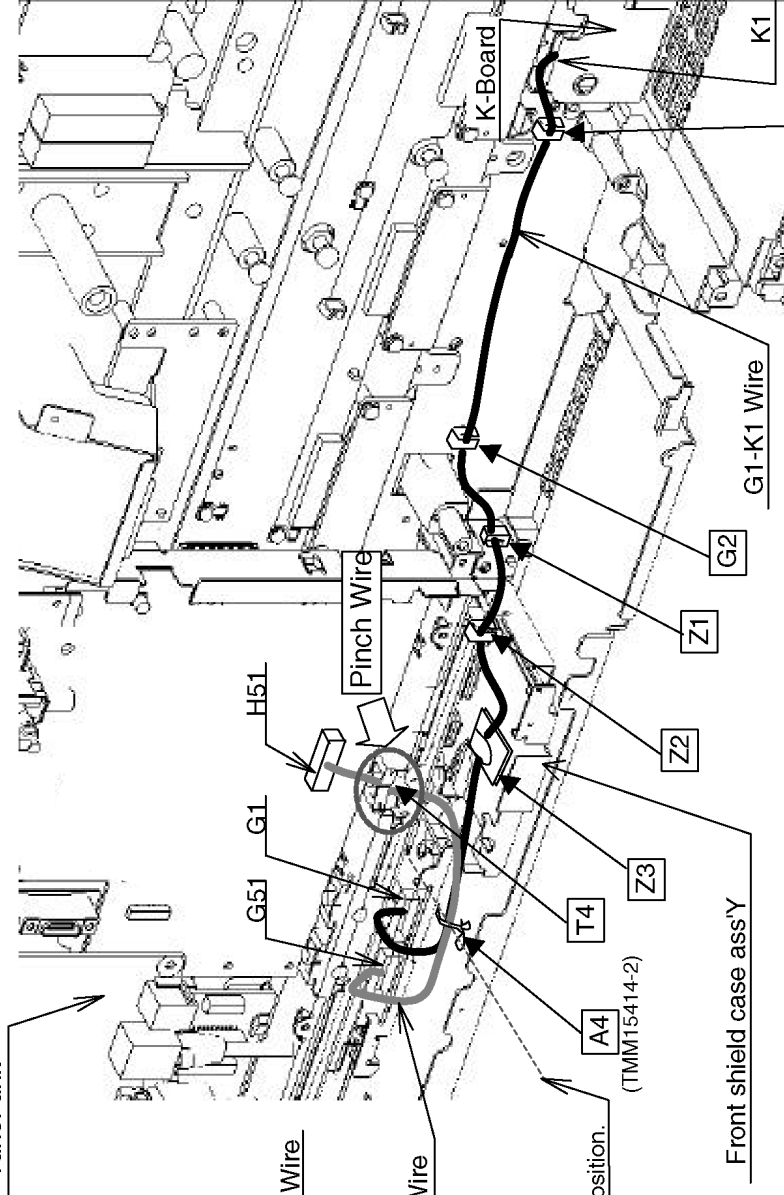 K-Board
K1
G1-K1 Wire
G2
Z1
Pinch Wire
Z2
H51
G1
G51
Z3
T4
A4
(TMM15414-2)
Front shield case ass'Y
Wire
Wire